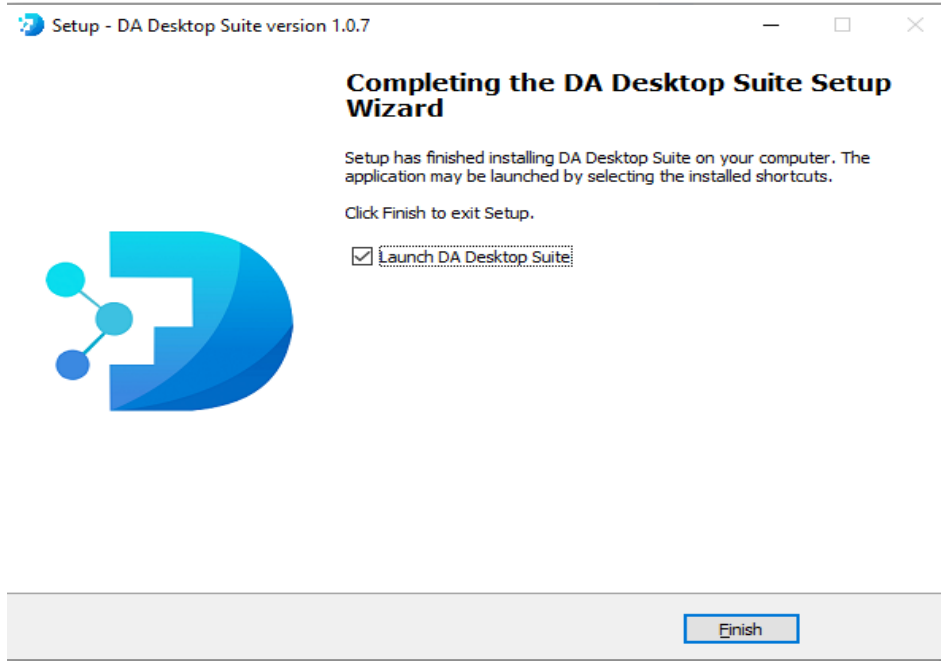 Setup - DA Desktop Suite version 1.0.7
Completing the DA Desktop Suite Setup
Wizard
Setup has finished installing DA Desktop Suite on your computer. The
application may be launched by selecting the installed shortcuts.
Click Finish to exit Setup.
Launch DA Desktop Suite
Finish